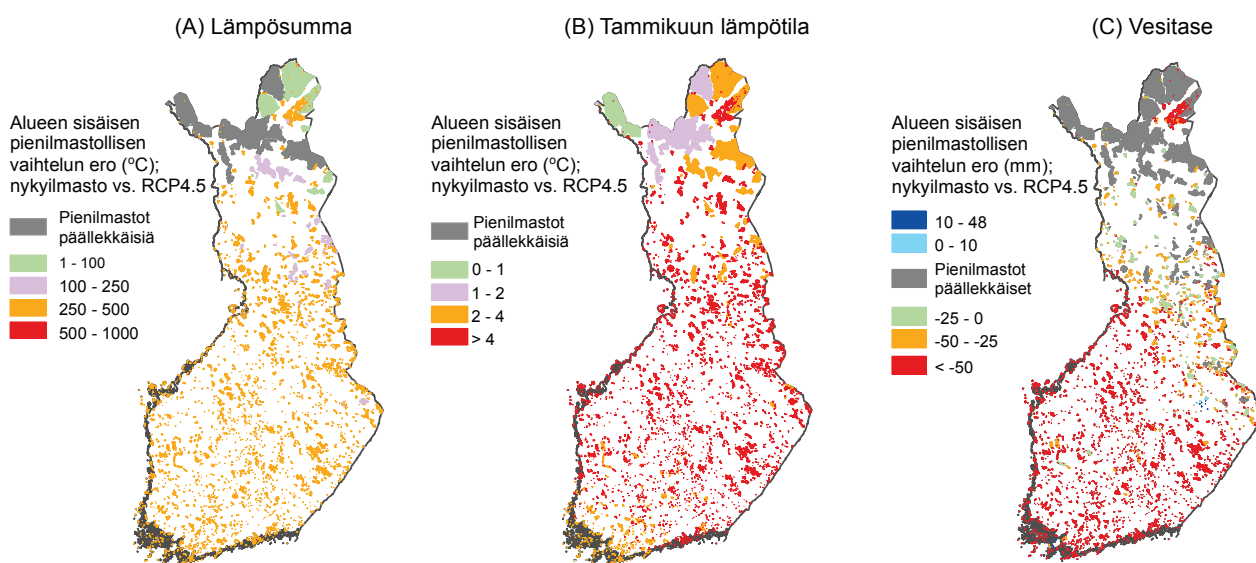 (A) Lämpösumma
Alueen sisäisen
pienilmastollisen
vaihtelun ero (ºC);
nykyilmasto vs. RCP4.5
Pienilmastot
päällekkäisiä
1 - 100
100 - 250
250 - 500
500 - 1000
(B) Tammikuun lämpötila
Alueen sisäisen
pienilmastollisen
vaihtelun ero (ºC);
nykyilmasto vs. RCP4.5
Pienilmastot
päällekkäisiä
0 - 1
1 - 2
2 - 4
> 4
(C) Vesitase
Alueen sisäisen
pienilmastollisen
vaihtelun ero (mm);
nykyilmasto vs. RCP4.5
10 - 48
0 - 10
Pienilmastot
päällekkäiset
-25 - 0
-50 - -25
< -50